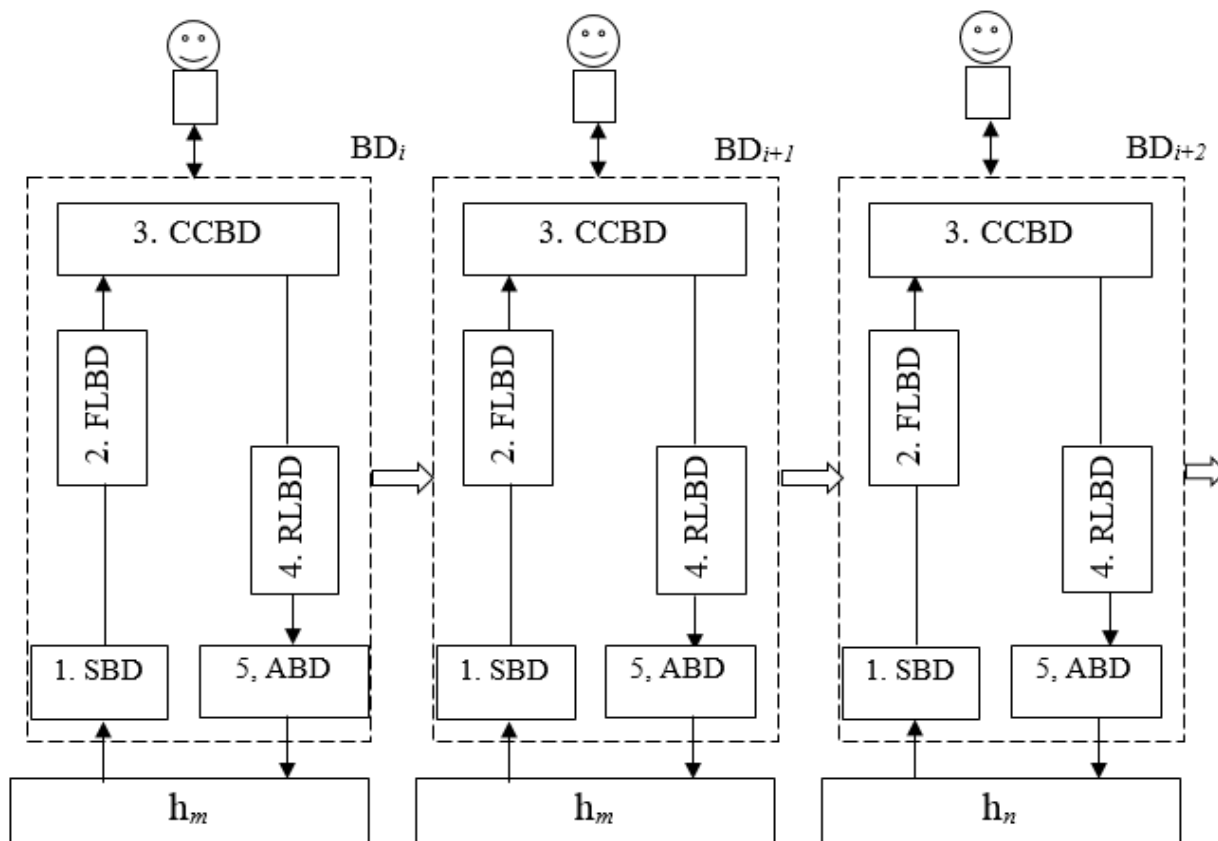 BDi
3. CCBD
2. FLBD
4. RLBD
1. SBD
5, ABD
hm
BDi+1
3. CCBD
2. FLBD
4. RLBD
1. SBD
5, ABD
hm
BDi+2
3. CCBD
2. FLBD
4. RLBD
1. SBD
5, ABD
hn